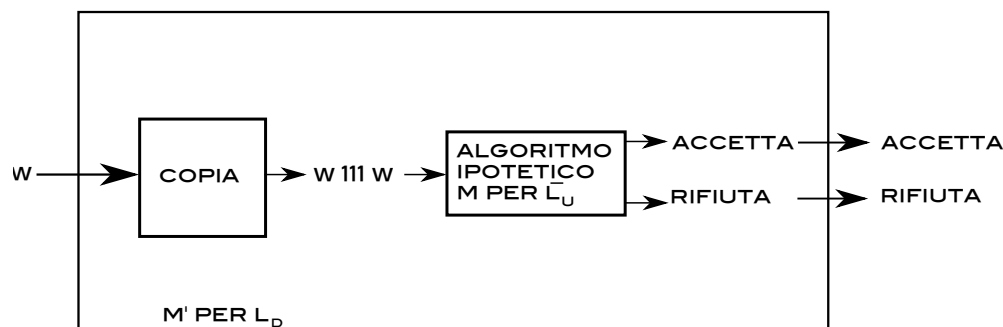 W
COPIA
W 111 W
ALGORITMO
IPOTETICO
M PER L̅U
ACCETTA
RIFIUTA
ACCETTA
RIFIUTA
M' PER LD